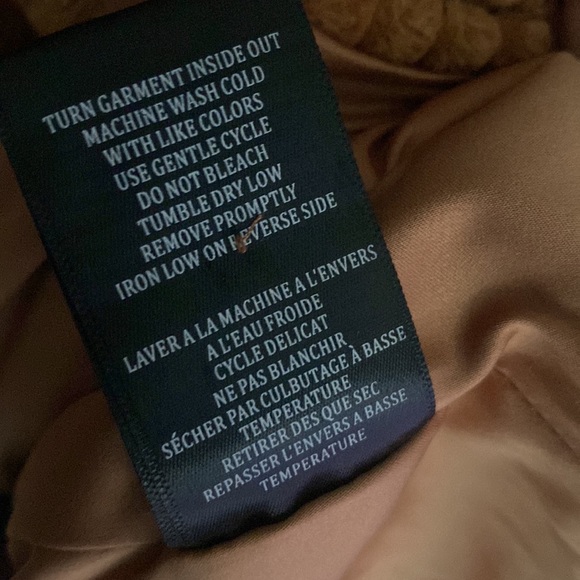 TURN GARMENT INSIDE OUT
MACHINE WASH COLD
WITH LIKE COLORS
USE GENTLE CYCLE
DO NOT BLEACH
TUMBLE DRY LOW
REMOVE PROMPTLY
IRON LOW ON REVERSE SIDE
LAVER A LA MACHINE A L'ENVERS
A L'EAU FROIDE
CYCLE DELICAT
NE PAS BLANCHIR
SÉCHER PAR CULBUTAGE À BASSE
TEMPERATURE
RETIRER DES QUE SEC
REPASSER L'ENVERS A BASSE
TEMPERATURE